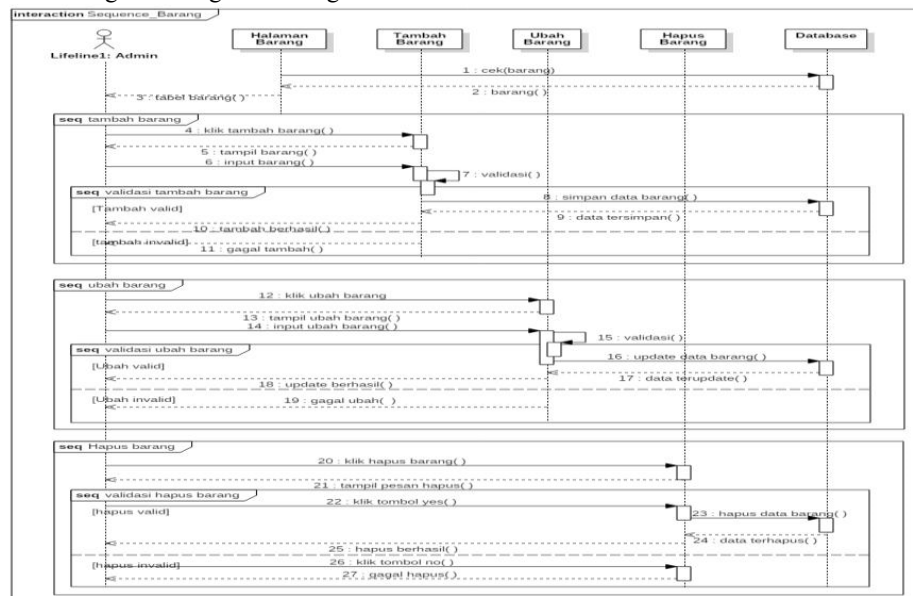 interaction Sequence_Barang
Lifeline1: Admin
Halaman
Barang
Tambah
Barang
Ubah
Barang
Hapus
Barang
Database
1 : cek(barang)
2 : barang( )
3 : tabel barang( )
seq tambah barang
4 : klik tambah barang( )
5 : tampil barang( )
6 : input barang( )
7 : validasi( )
seq validasi tambah barang
8 : simpan data barang( )
[Tambah valid]
9 : data tersimpan( )
10 : tambah berhasil( )
[tambah invalid]
11 : gagal tambah( )
seq ubah barang
12 : klik ubah barang
13 : tampil ubah barang( )
14 : input ubah barang( )
15 : validasi( )
seq validasi ubah barang
16 : update data barang( )
[Ubah valid]
17 : data terupdate( )
18 : update berhasil( )
[Ubah invalid]
19 : gagal ubah( )
seq Hapus barang
20 : klik hapus barang( )
21 : tampil pesan hapus( )
seq validasi hapus barang
22 : klik tombol yes( )
[hapus valid]
23 : hapus data barang( )
24 : data terhapus( )
25 : hapus berhasil( )
[hapus invalid]
26 : klik tombol no( )
27 : gagal hapus( )